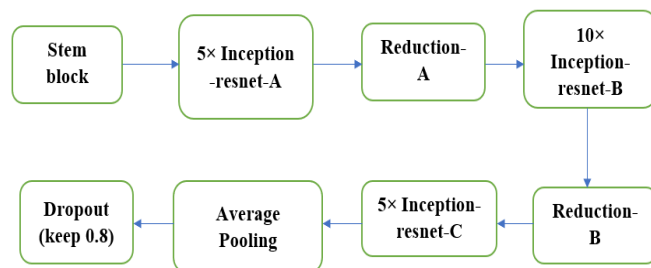 Stem
block
5× Inception
-resnet-A
Reduction-
A
10×
Inception-
resnet-B
Dropout
(keep 0.8)
Average
Pooling
5× Inception-
resnet-C
Reduction-
B